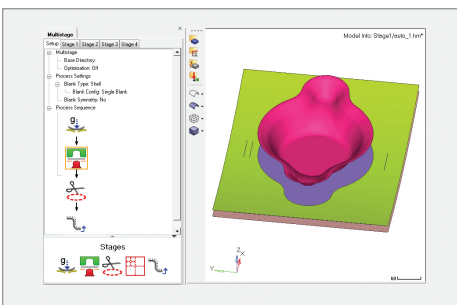 Multistage
Setup Stage 1 Stage 2 Stage 3 Stage 4
Multistage
Base Directory:
Optimization: Off
Process Settings
Blank Type: Shell
Blank Config: Single Blank
Blank Symmetry: No
Process Sequence
g
Stages
g
Model Info: Stage1/auto_1.hm*
Z
X
Y